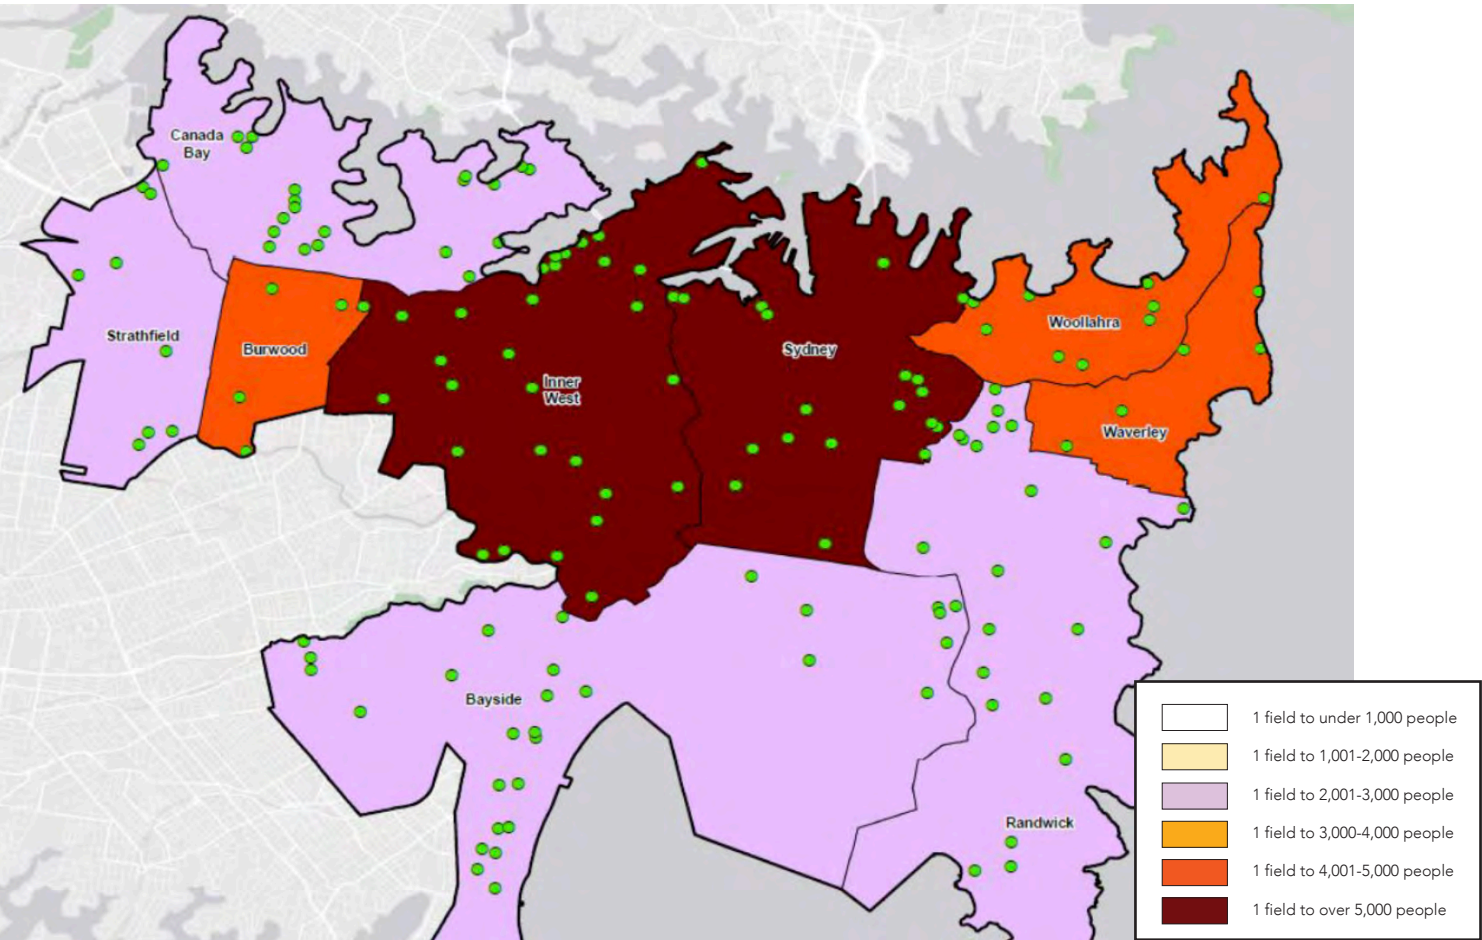 Canada
Bay
Strathfield
Burwood
Inner
West
Sydney
Woollahra
Waverley
Bayside
Randwick
1 field to under 1,000 people
1 field to 1,001-2,000 people
1 field to 2,001-3,000 people
1 field to 3,000-4,000 people
1 field to 4,001-5,000 people
1 field to over 5,000 people